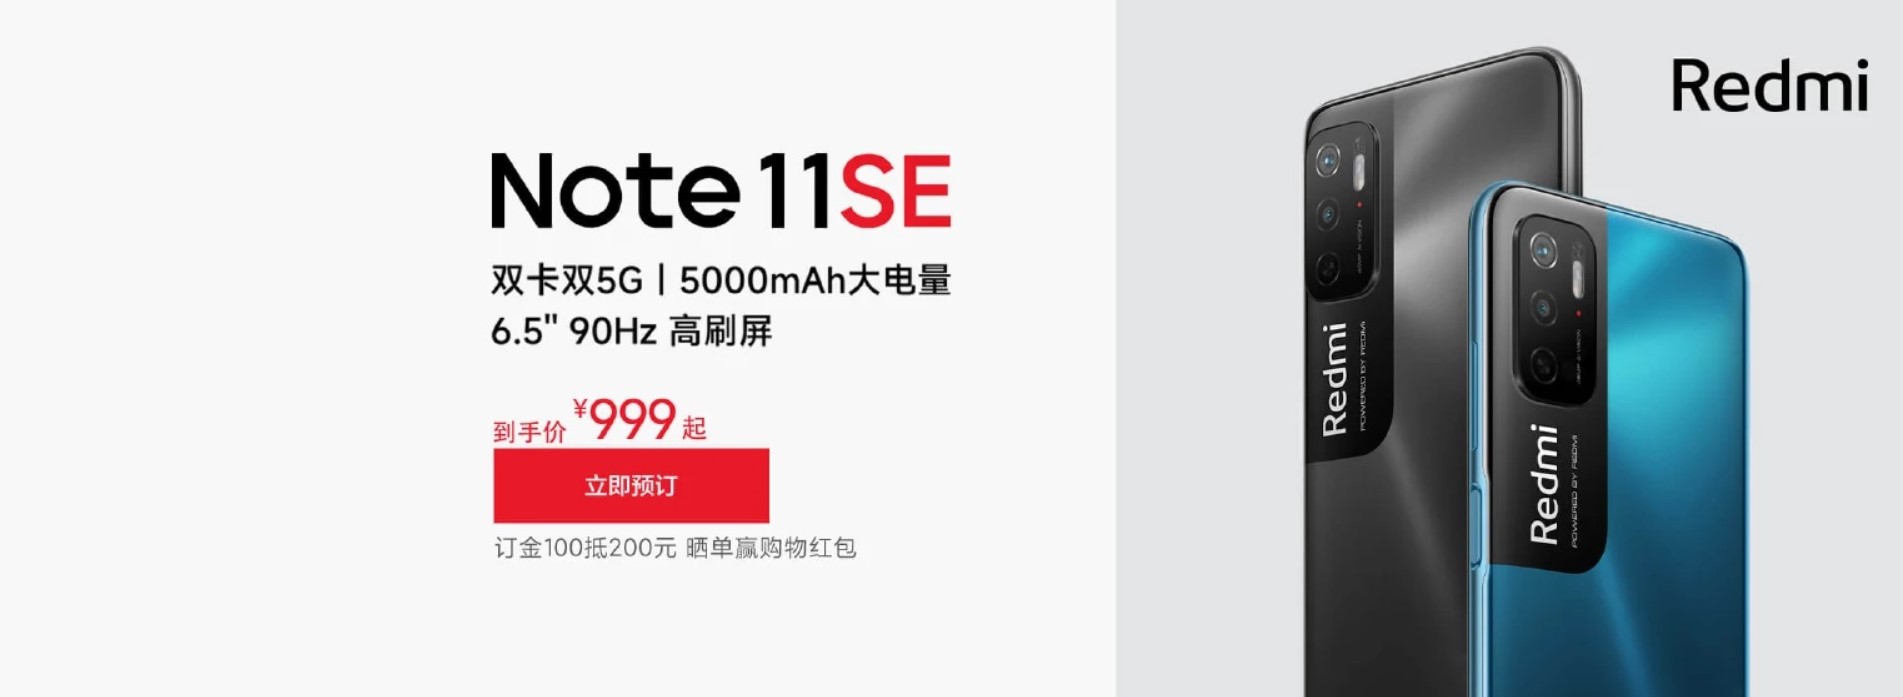 Note 11SE
双卡双5G | 5000mAh大电量
6.5" 90Hz 高刷屏
到手价 ¥999 起
立即预订
订金100抵200元 晒单赢购物红包
Redmi
Redmi
POWERED BY REDMI
Redmi
POWERED BY REDMI